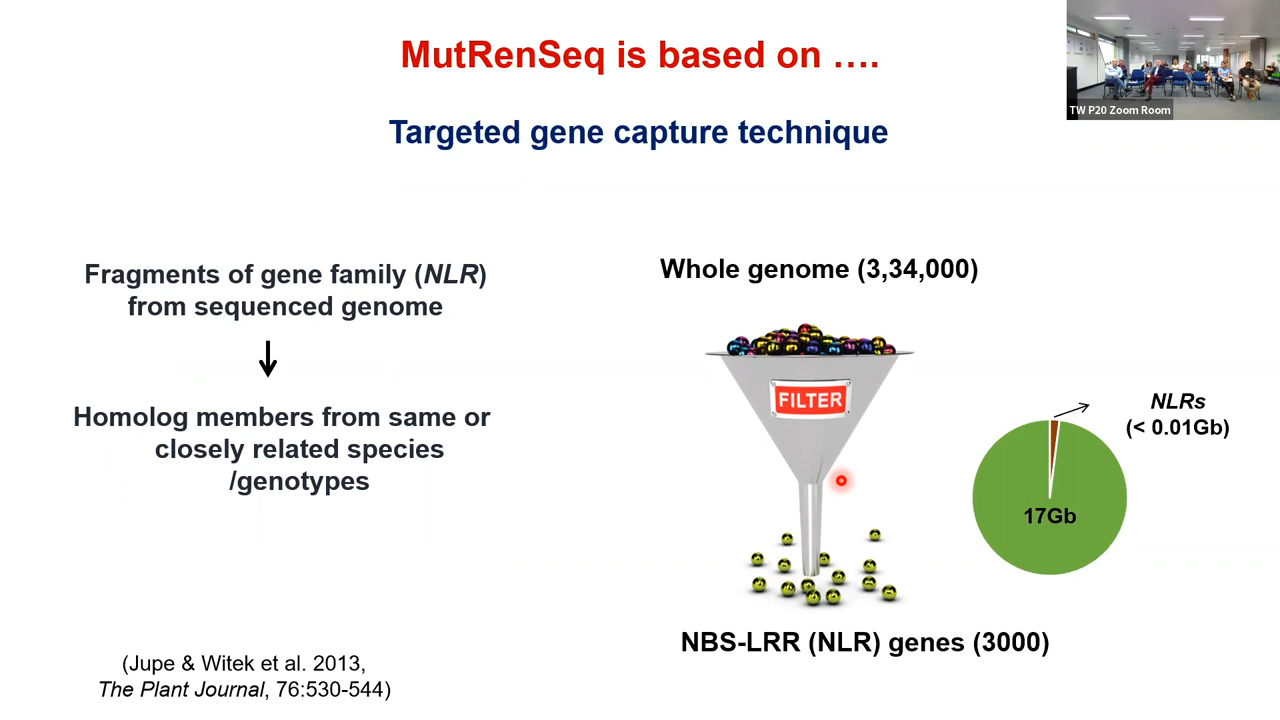 MutRenSeq is based on ….
TW P20 Zoom Room
Targeted gene capture technique
Fragments of gene family (NLR)
from sequenced genome
Homolog members from same or
closely related species
/genotypes
(Jupe & Witek et al. 2013,
The Plant Journal, 76:530-544)
Whole genome (3,34,000)
FILTER
NBS-LRR (NLR) genes (3000)
NLRs
(< 0.01Gb)
17Gb